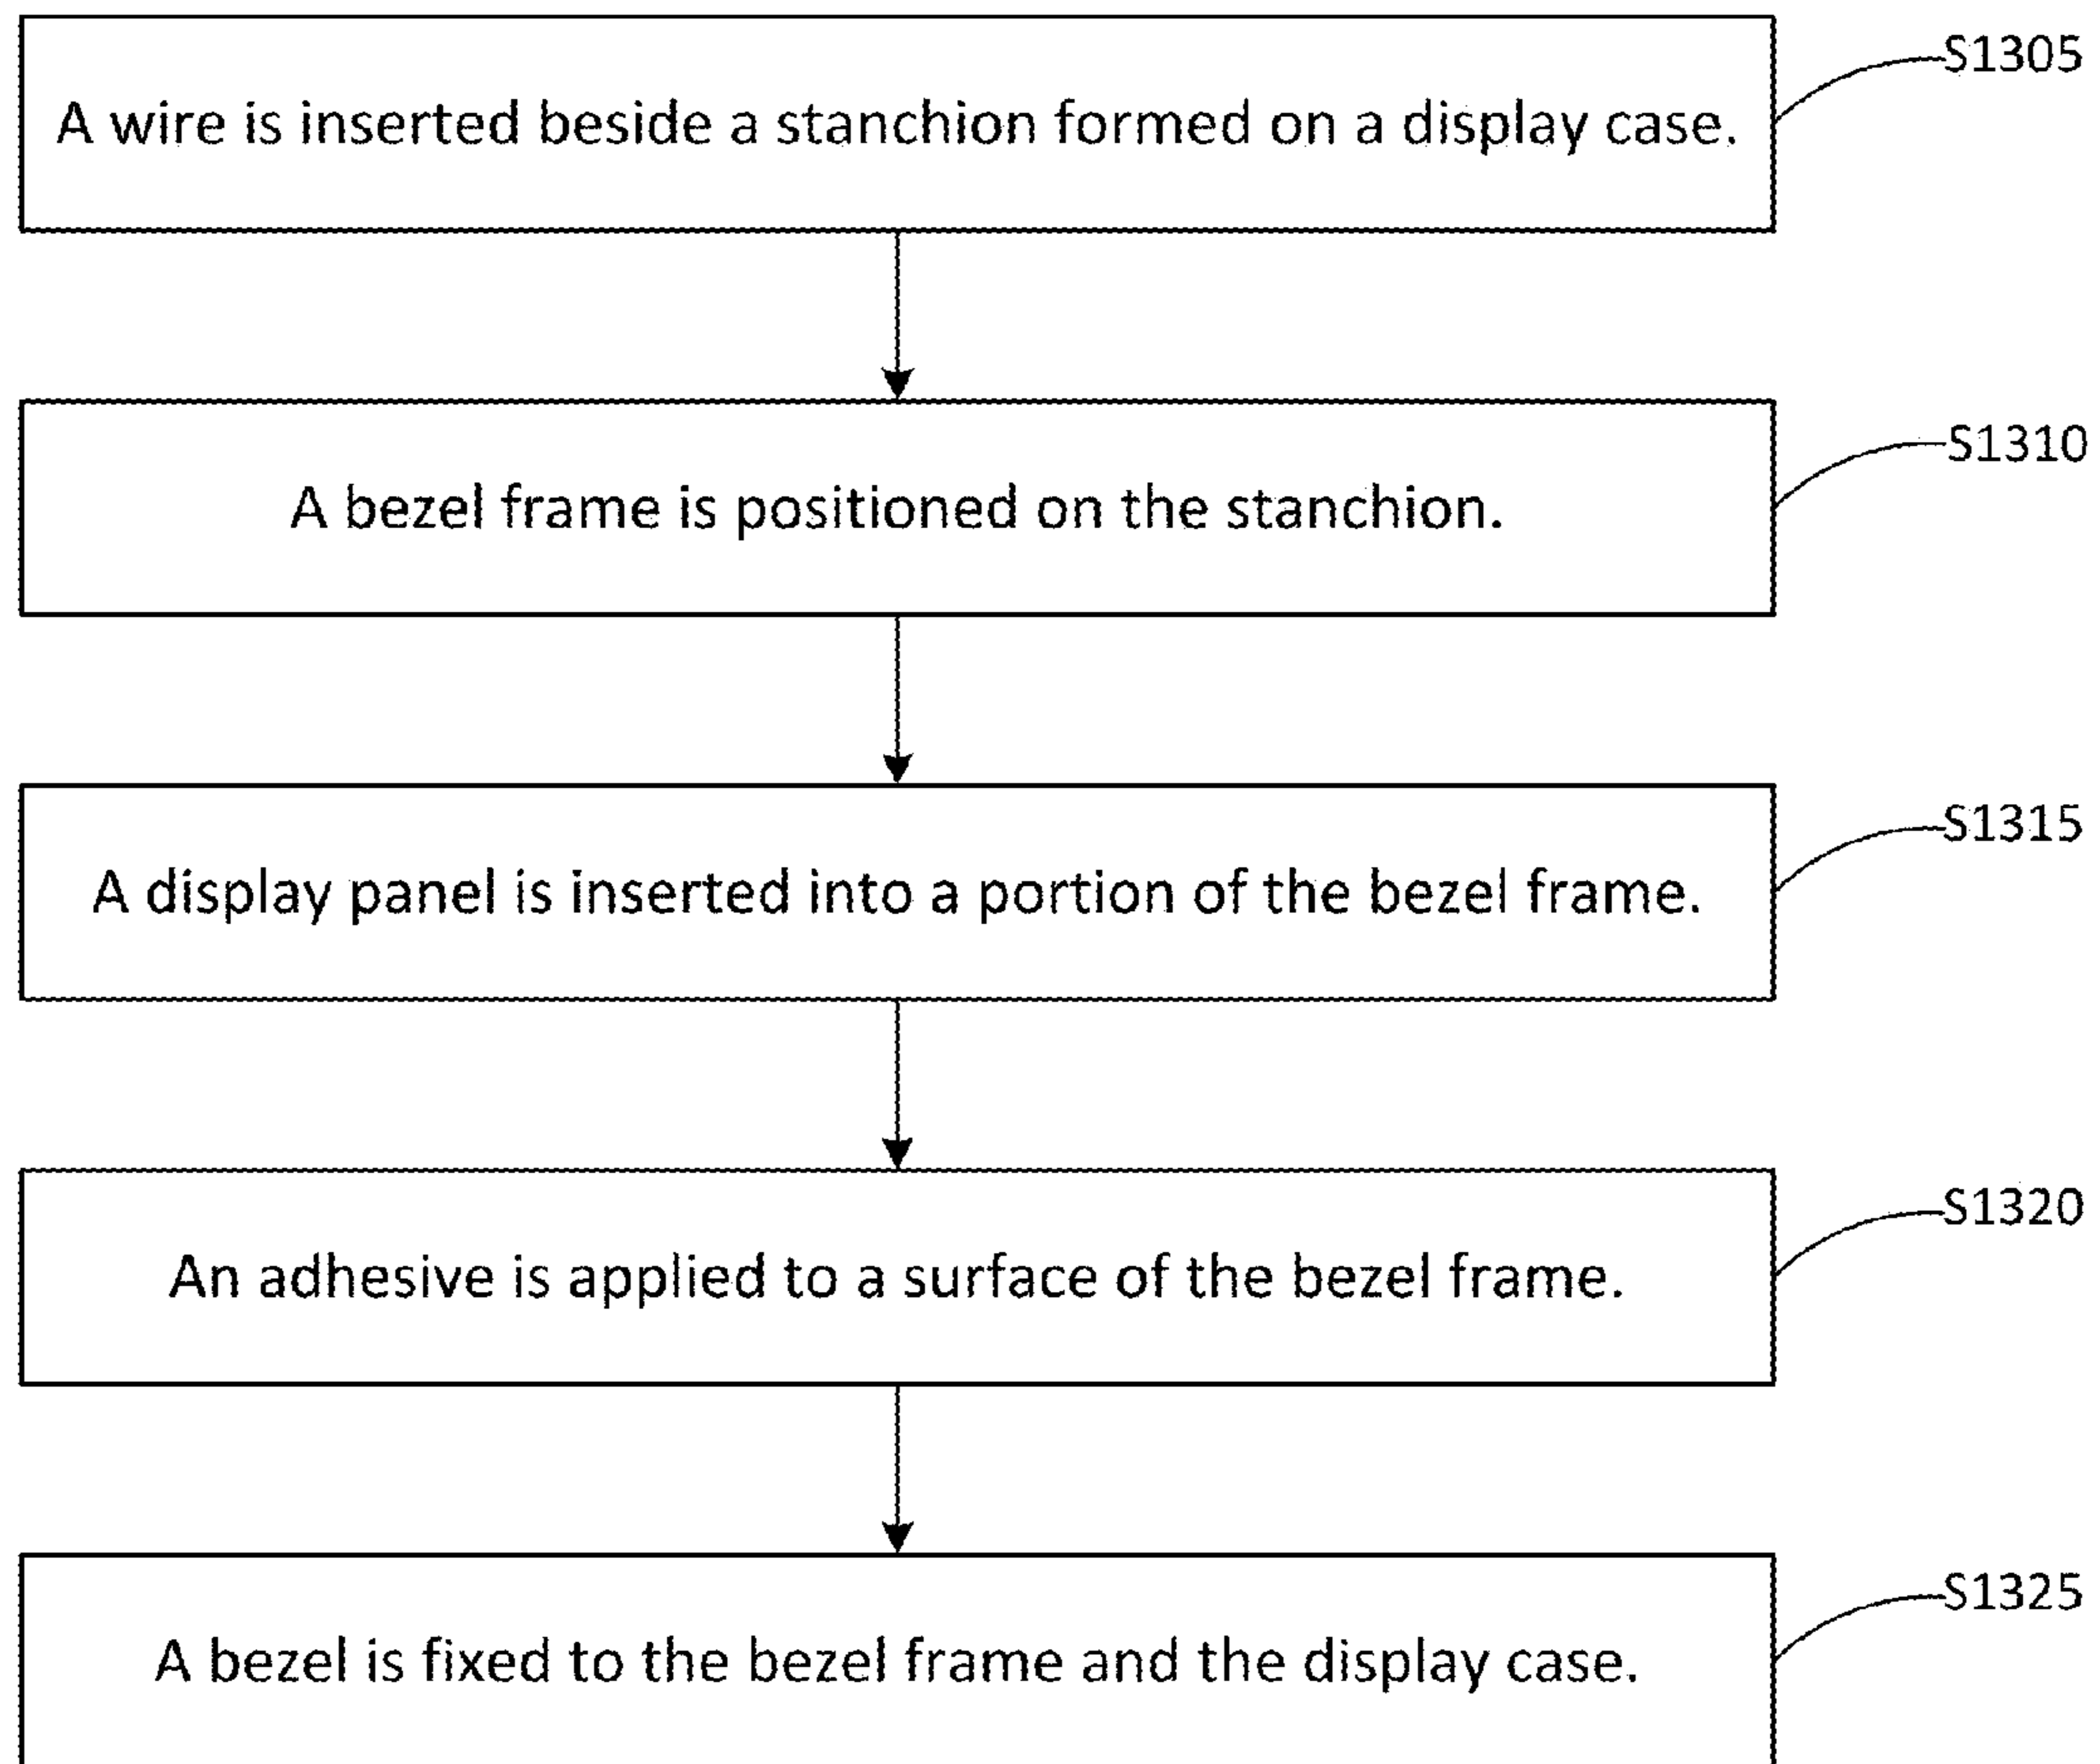 A wire is inserted beside a stanchion formed on a display case.
S1305
A bezel frame is positioned on the stanchion.
S1310
A display panel is inserted into a portion of the bezel frame.
S1315
An adhesive is applied to a surface of the bezel frame.
S1320
A bezel is fixed to the bezel frame and the display case.
S1325